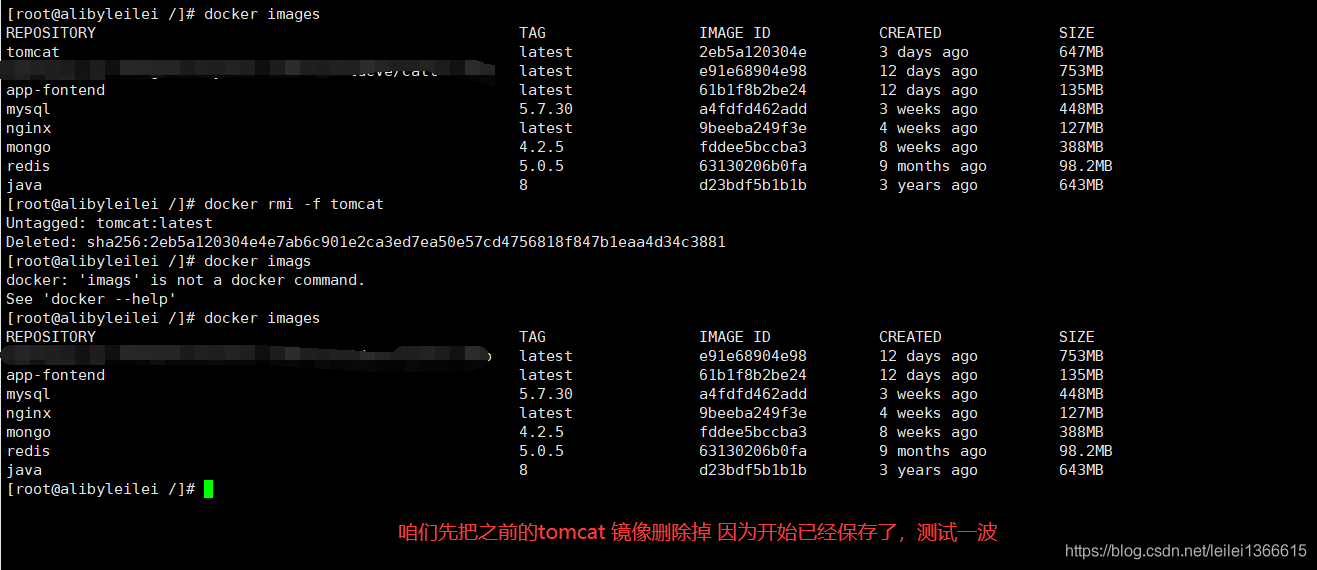 [root@alibyleilei /]# docker images
REPOSITORY TAG IMAGE ID CREATED SIZE
tomcat latest 2eb5a120304e 3 days ago 647MB
latest e91e68904e98 12 days ago 753MB
app-fontend latest 61b1f8b2be24 12 days ago 135MB
mysql 5.7.30 a4fdfd462add 3 weeks ago 448MB
nginx latest 9beeba249f3e 4 weeks ago 127MB
mongo 4.2.5 fddee5bccba3 8 weeks ago 388MB
redis 5.0.5 63130206b0fa 9 months ago 98.2MB
java 8 d23bdf5b1b1b 3 years ago 643MB
[root@alibyleilei /]# docker rmi -f tomcat
Untagged: tomcat:latest
Deleted: sha256:2eb5a120304e4e7ab6c901e2ca3ed7ea50e57cd4756818f847b1eaa4d34c3881
[root@alibyleilei /]# docker imags
docker: 'imags' is not a docker command.
See 'docker --help'
[root@alibyleilei /]# docker images
REPOSITORY TAG IMAGE ID CREATED SIZE
latest e91e68904e98 12 days ago 753MB
app-fontend latest 61b1f8b2be24 12 days ago 135MB
mysql 5.7.30 a4fdfd462add 3 weeks ago 448MB
nginx latest 9beeba249f3e 4 weeks ago 127MB
mongo 4.2.5 fddee5bccba3 8 weeks ago 388MB
redis 5.0.5 63130206b0fa 9 months ago 98.2MB
java 8 d23bdf5b1b1b 3 years ago 643MB
[root@alibyleilei /]#
咱们先把之前的tomcat 镜像删除掉 因为开始已经保存了，测试一波
https://blog.csdn.net/leilei1366615